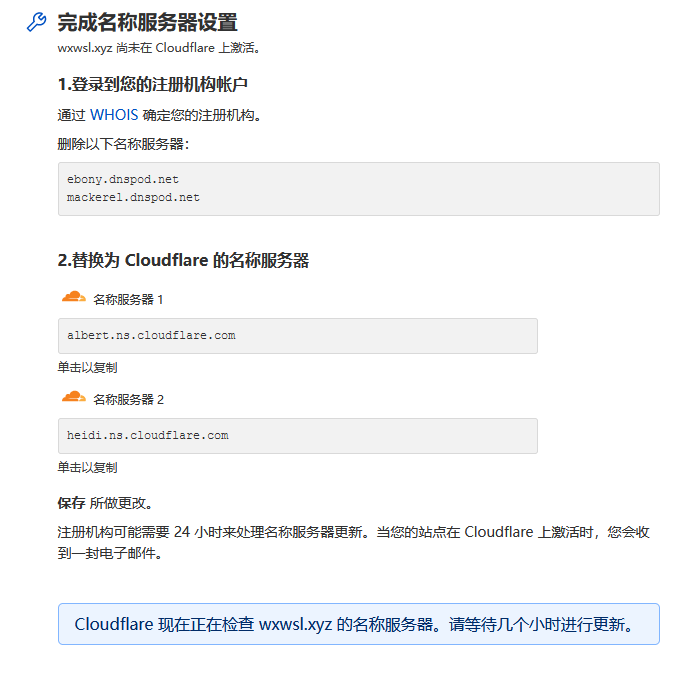 完成名称服务器设置
wxwsl.xyz 尚未在 Cloudflare 上激活。
1.登录到您的注册机构帐户
通过 WHOIS 确定您的注册机构。
删除以下名称服务器：
ebony.dnspod.net
mackerel.dnspod.net
2.替换为 Cloudflare 的名称服务器
名称服务器 1
albert.ns.cloudflare.com
单击以复制
名称服务器 2
heidi.ns.cloudflare.com
单击以复制
保存 所做更改。
注册机构可能需要 24 小时来处理名称服务器更新。当您的站点在 Cloudflare 上激活时，您会收
到一封电子邮件。
Cloudflare 现在正在检查 wxwsl.xyz 的名称服务器。请等待几个小时进行更新。